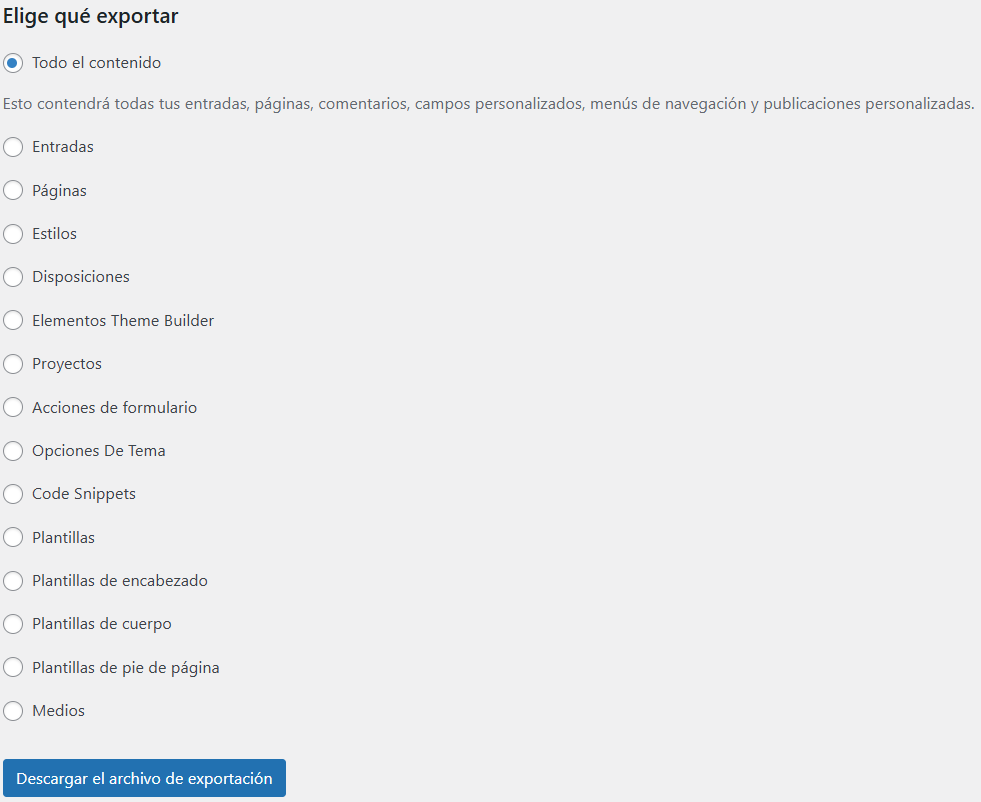 Elige qué exportar
Todo el contenido
Esto contendrá todas tus entradas, páginas, comentarios, campos personalizados, menús de navegación y publicaciones personalizadas.
Entradas
Páginas
Estilos
Disposiciones
Elementos Theme Builder
Proyectos
Acciones de formulario
Opciones De Tema
Code Snippets
Plantillas
Plantillas de encabezado
Plantillas de cuerpo
Plantillas de pie de página
Medios
Descargar el archivo de exportación